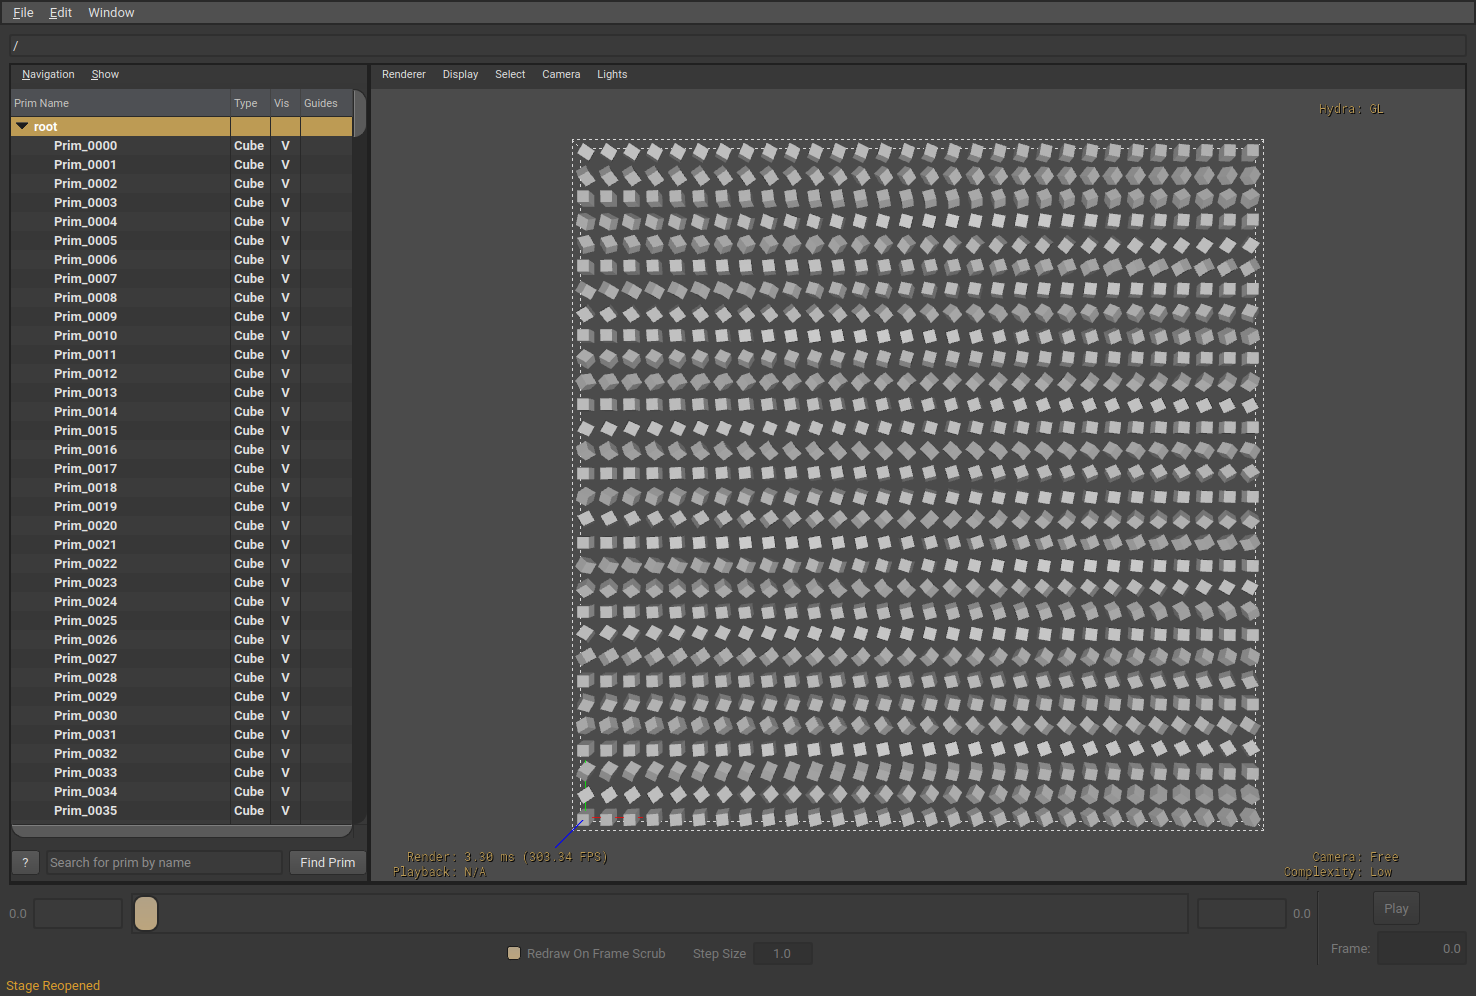 File Edit Window
/
Navigation Show
Renderer Display Select Camera Lights
Prim Name Type Vis Guides
Hydra: GL
root
Prim_0000 Cube V
Prim_0001 Cube V
Prim_0002 Cube V
Prim_0003 Cube V
Prim_0004 Cube V
Prim_0005 Cube V
Prim_0006 Cube V
Prim_0007 Cube V
Prim_0008 Cube V
Prim_0009 Cube V
Prim_0010 Cube V
Prim_0011 Cube V
Prim_0012 Cube V
Prim_0013 Cube V
Prim_0014 Cube V
Prim_0015 Cube V
Prim_0016 Cube V
Prim_0017 Cube V
Prim_0018 Cube V
Prim_0019 Cube V
Prim_0020 Cube V
Prim_0021 Cube V
Prim_0022 Cube V
Prim_0023 Cube V
Prim_0024 Cube V
Prim_0025 Cube V
Prim_0026 Cube V
Prim_0027 Cube V
Prim_0028 Cube V
Prim_0029 Cube V
Prim_0030 Cube V
Prim_0031 Cube V
Prim_0032 Cube V
Prim_0033 Cube V
Prim_0034 Cube V
Prim_0035 Cube V
? Search for prim by name Find Prim
Render: 3.30 ms (303.34 FPS)
Playback: N/A
Camera: Free
Complexity: Low
0.0 0.0 Play
Redraw On Frame Scrub Step Size 1.0 Frame: 0.0
Stage Reopened